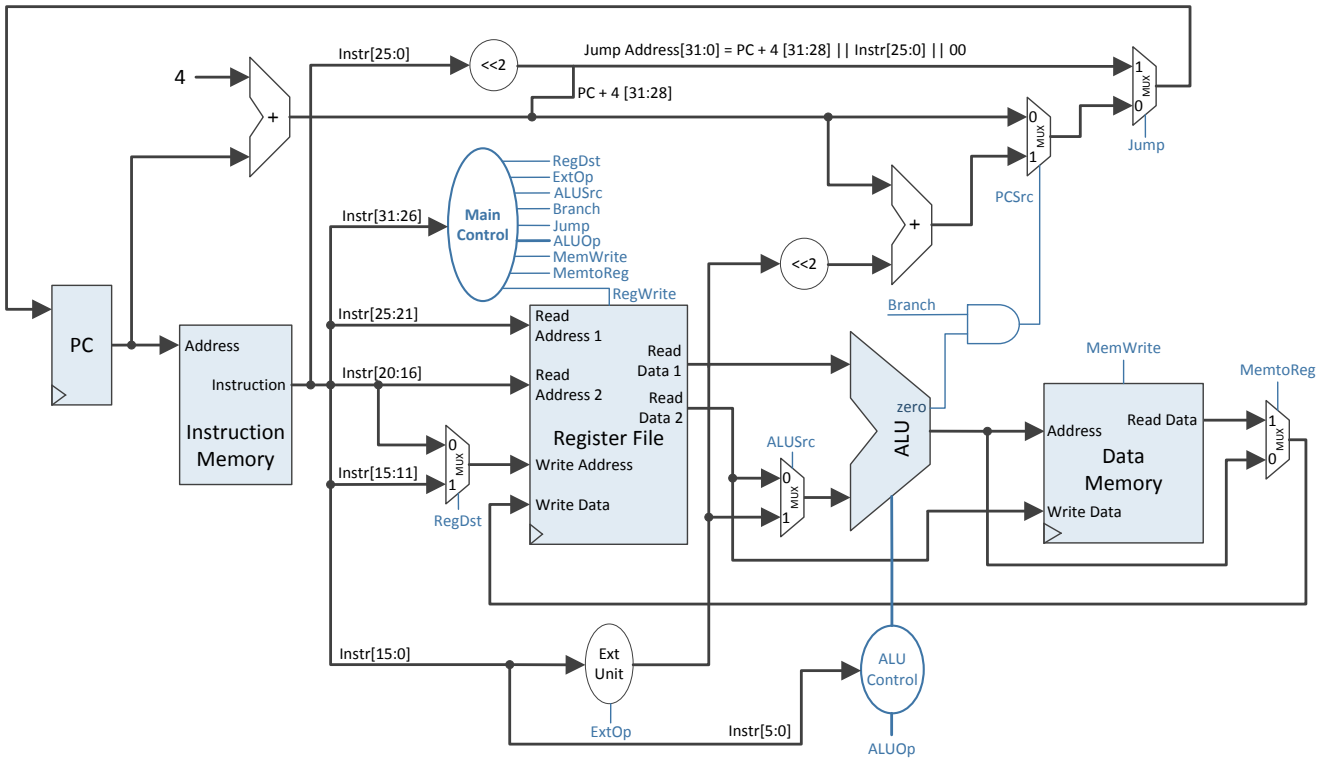 Instr[25:0]
<<2
Jump Address[31:0] = PC + 4 [31:28] || Instr[25:0] || 00
4
+
PC + 4 [31:28]
0
1
MUX
PCSrc
1
0
MUX
Jump
Instr[31:26]
Main
Control
RegDst
ExtOp
ALUSrc
Branch
Jump
ALUOp
MemWrite
MemtoReg
RegWrite
<<2
+
Branch
PC
Address
Instruction
Instruction
Memory
Instr[25:21]
Instr[20:16]
Instr[15:11]
0
1
MUX
RegDst
Read
Address 1
Read
Address 2
Read
Data 1
Read
Data 2
Register File
Write Address
Write Data
ALUSrc
0
1
MUX
ALU
zero
MemWrite
Address
Read Data
Data
Memory
Write Data
MemtoReg
1
0
MUX
Instr[15:0]
Ext
Unit
ExtOp
Instr[5:0]
ALU
Control
ALUOp